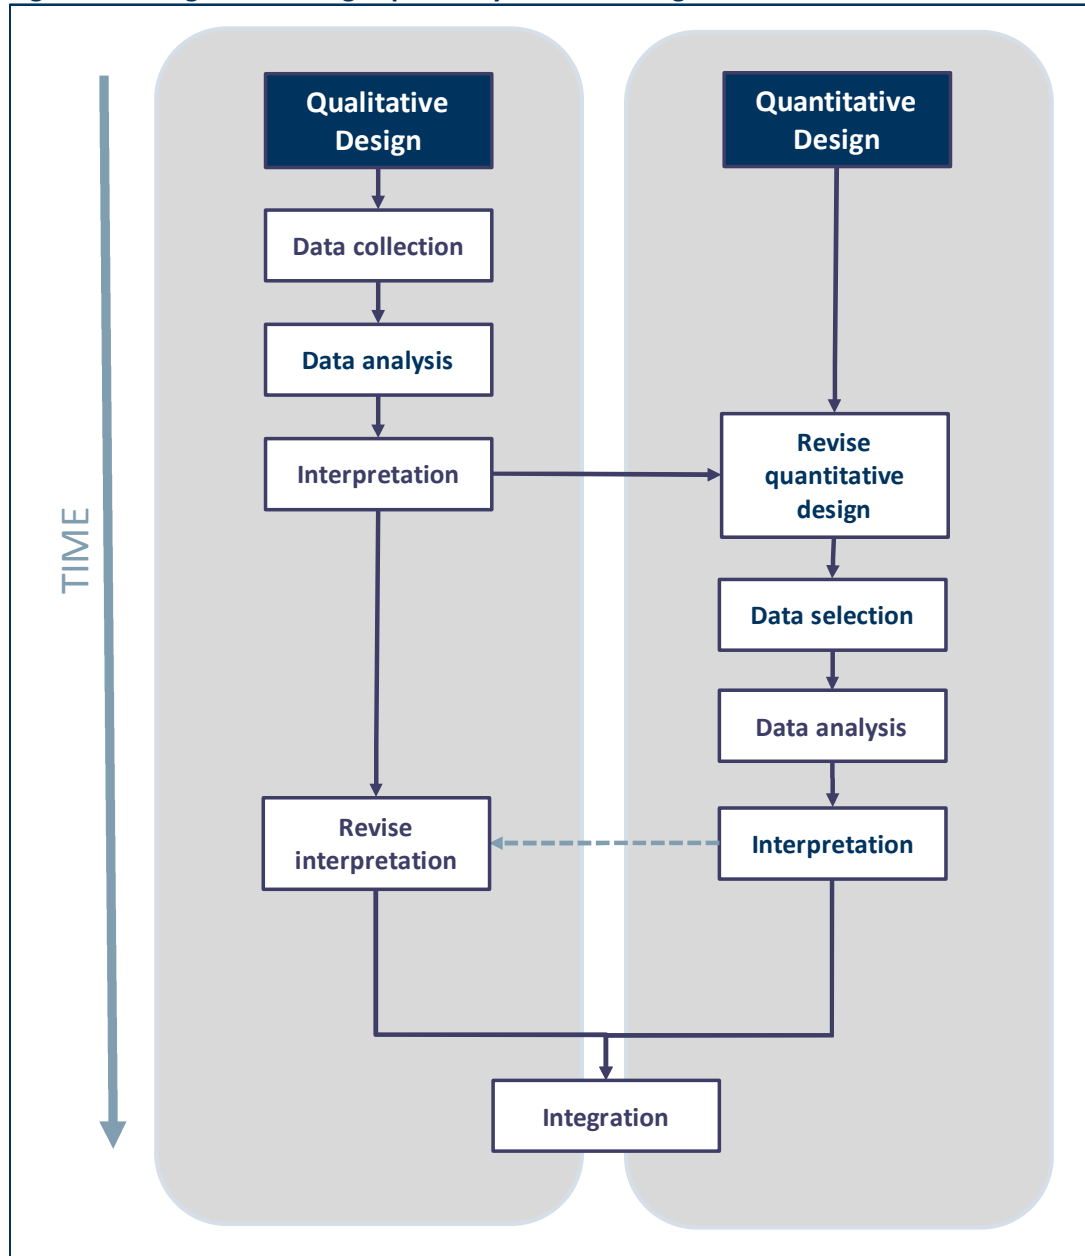 Qualitative
Design
Quantitative
Design
Data collection
Data analysis
Interpretation
Revise
quantitative
design
TIME
Data selection
Data analysis
Revise
interpretation
Interpretation
Integration